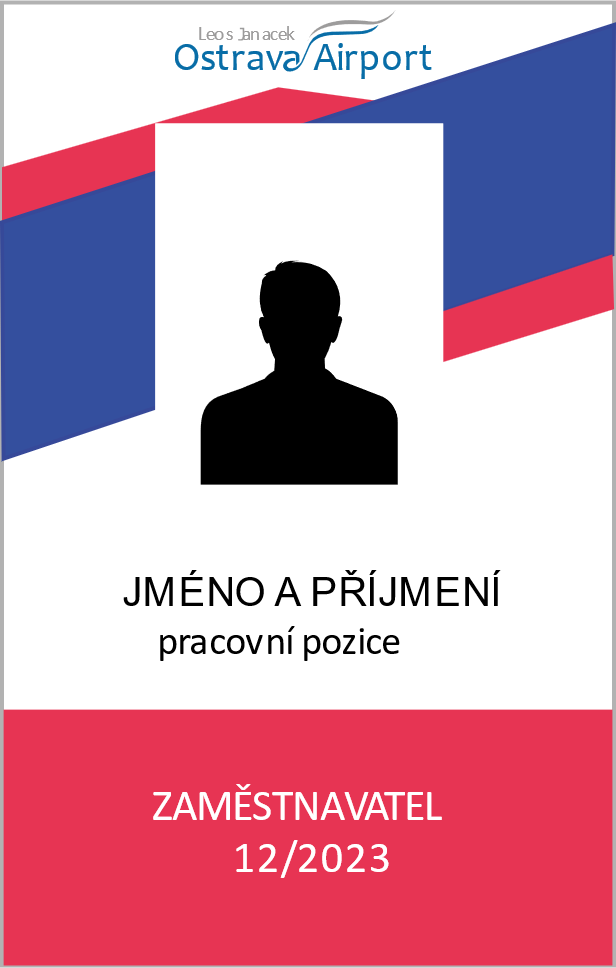 Leos Janacek
Ostrava Airport
JMÉNO A PŘÍJMENÍ
pracovní pozice
ZAMĚSTNAVATEL
12/2023